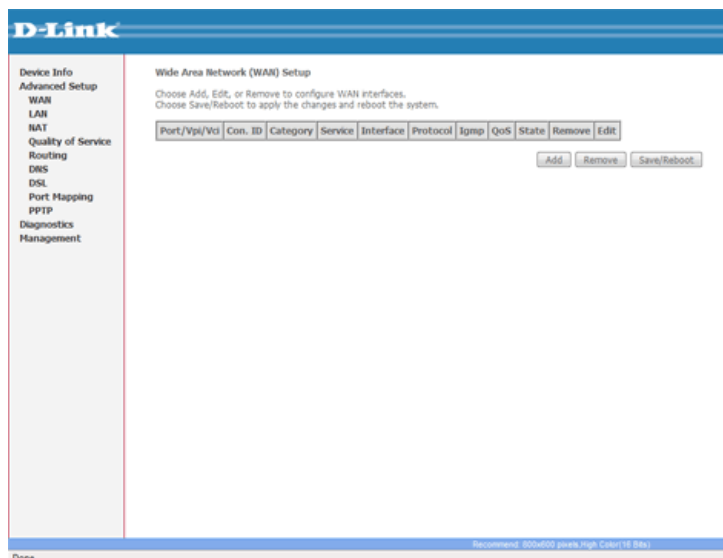 D-Link
Device Info
Advanced Setup
WAN
LAN
NAT
Quality of Service
Routing
DNS
DSL
Port Mapping
PPTP
Diagnostics
Management
Wide Area Network (WAN) Setup
Choose Add, Edit, or Remove to configure WAN interfaces.
Choose Save/Reboot to apply the changes and reboot the system.
Port/Vpi/Vci Con. ID Category Service Interface Protocol Igmp QoS State Remove Edit
Add Remove Save/Reboot
Recommend: 800x600 pixels,High Color(16 Bits)
Done